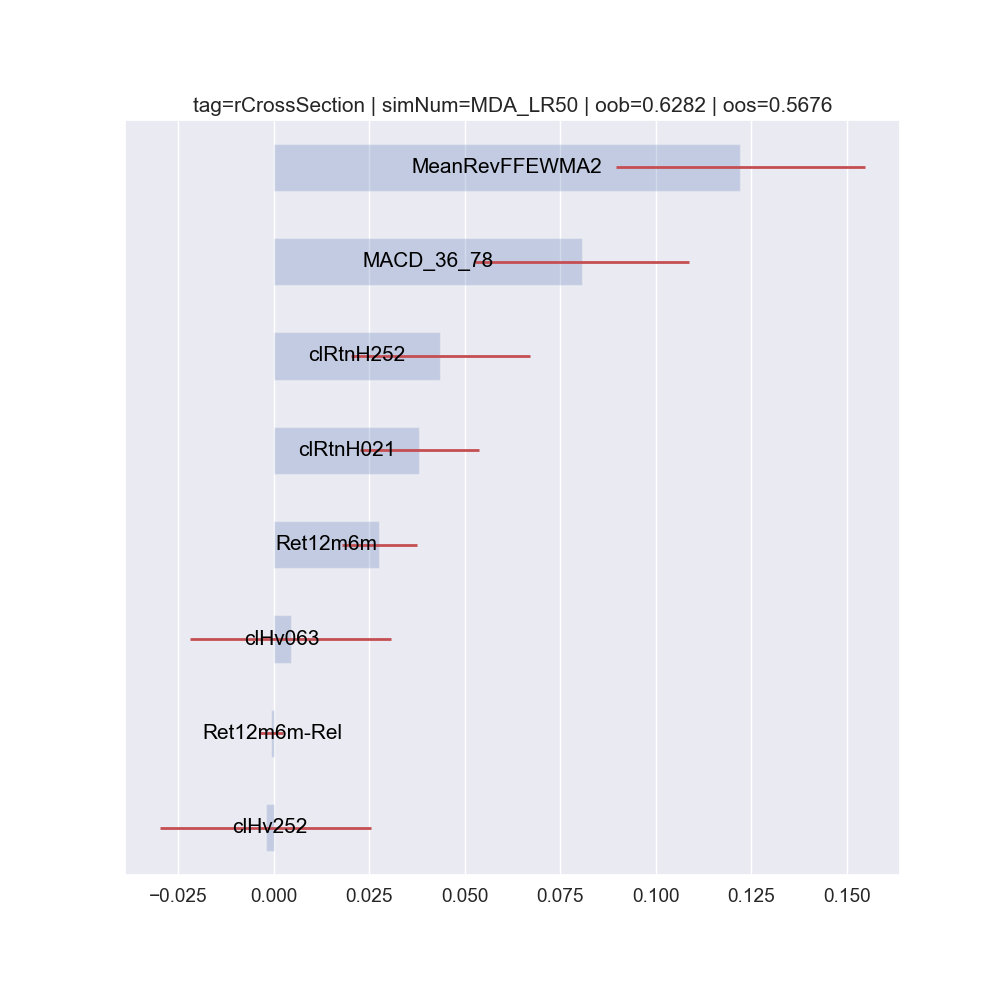 tag=rCrossSection | simNum=MDA_LR50 | oob=0.6282 | oos=0.5676
MeanRevFFEWMA2
MACD_36_78
clRtnH252
clRtnH021
Ret12m6m
clHv063
Ret12m6m-Rel
clHv252
−0.025 0.000 0.025 0.050 0.075 0.100 0.125 0.150